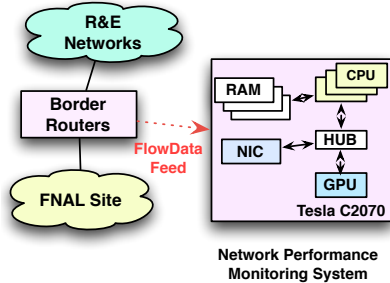 R&E
Networks
Border
Routers
FNAL Site
FlowData
Feed
CPU
RAM
HUB
NIC
GPU
Tesla C2070
Network Performance
Monitoring System